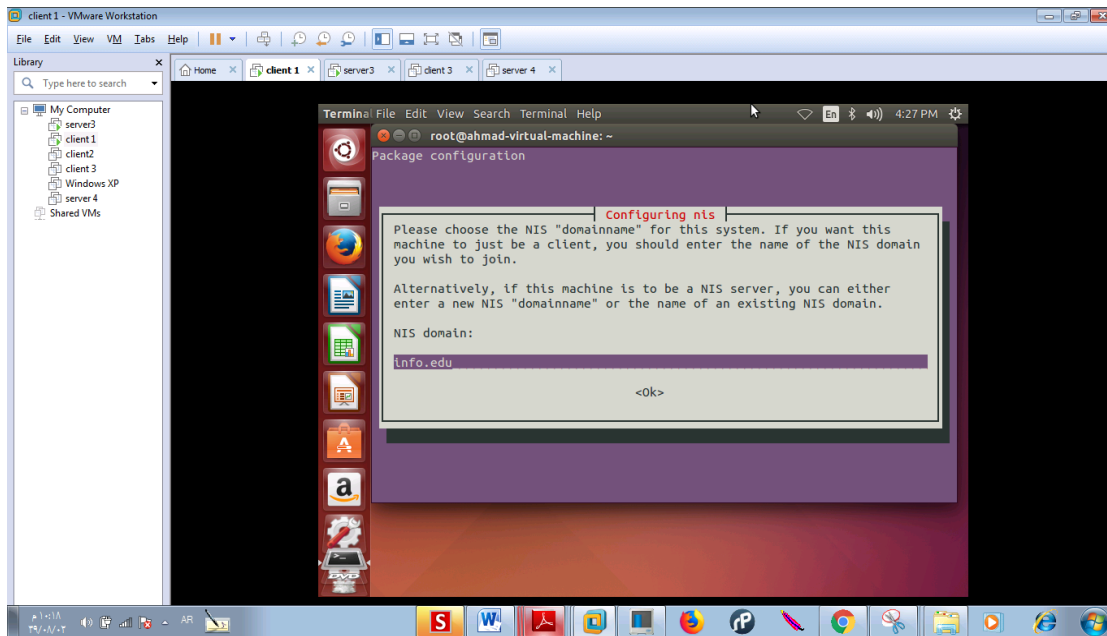 client 1 - VMware Workstation
File Edit View VM Tabs Help
Library
Type here to search
My Computer
server3
client 1
client2
client 3
Windows XP
server 4
Shared VMs
Home
client 1
server3
client 3
server 4
Terminal File Edit View Search Terminal Help
En
4:27 PM
root@ahmad-virtual-machine: ~
Package configuration
Configuring nis
Please choose the NIS "domainname" for this system. If you want this
machine to just be a client, you should enter the name of the NIS domain
you wish to join.
Alternatively, if this machine is to be a NIS server, you can either
enter a new NIS "domainname" or the name of an existing NIS domain.
NIS domain:
info.edu
<Ok>
a
DVD
م ١٠:١٨
٣٩/٠٨/٠٢
AR
S
W